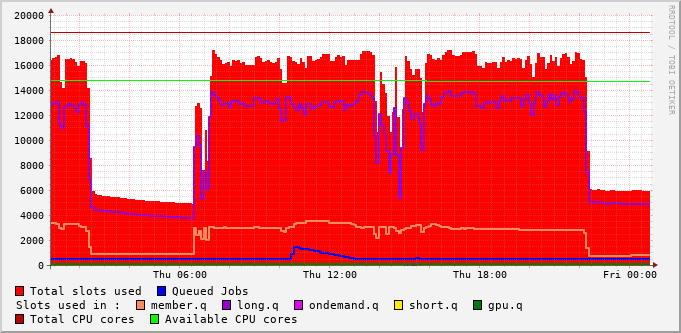 20000
18000
16000
14000
12000
10000
8000
6000
4000
2000
0
Thu 06:00 Thu 12:00 Thu 18:00 Fri 00:00
RRDTOOL / TOBI OETIKER
Total slots used Queued Jobs
Slots used in : member.q long.q ondemand.q short.q gpu.q
Total CPU cores Available CPU cores